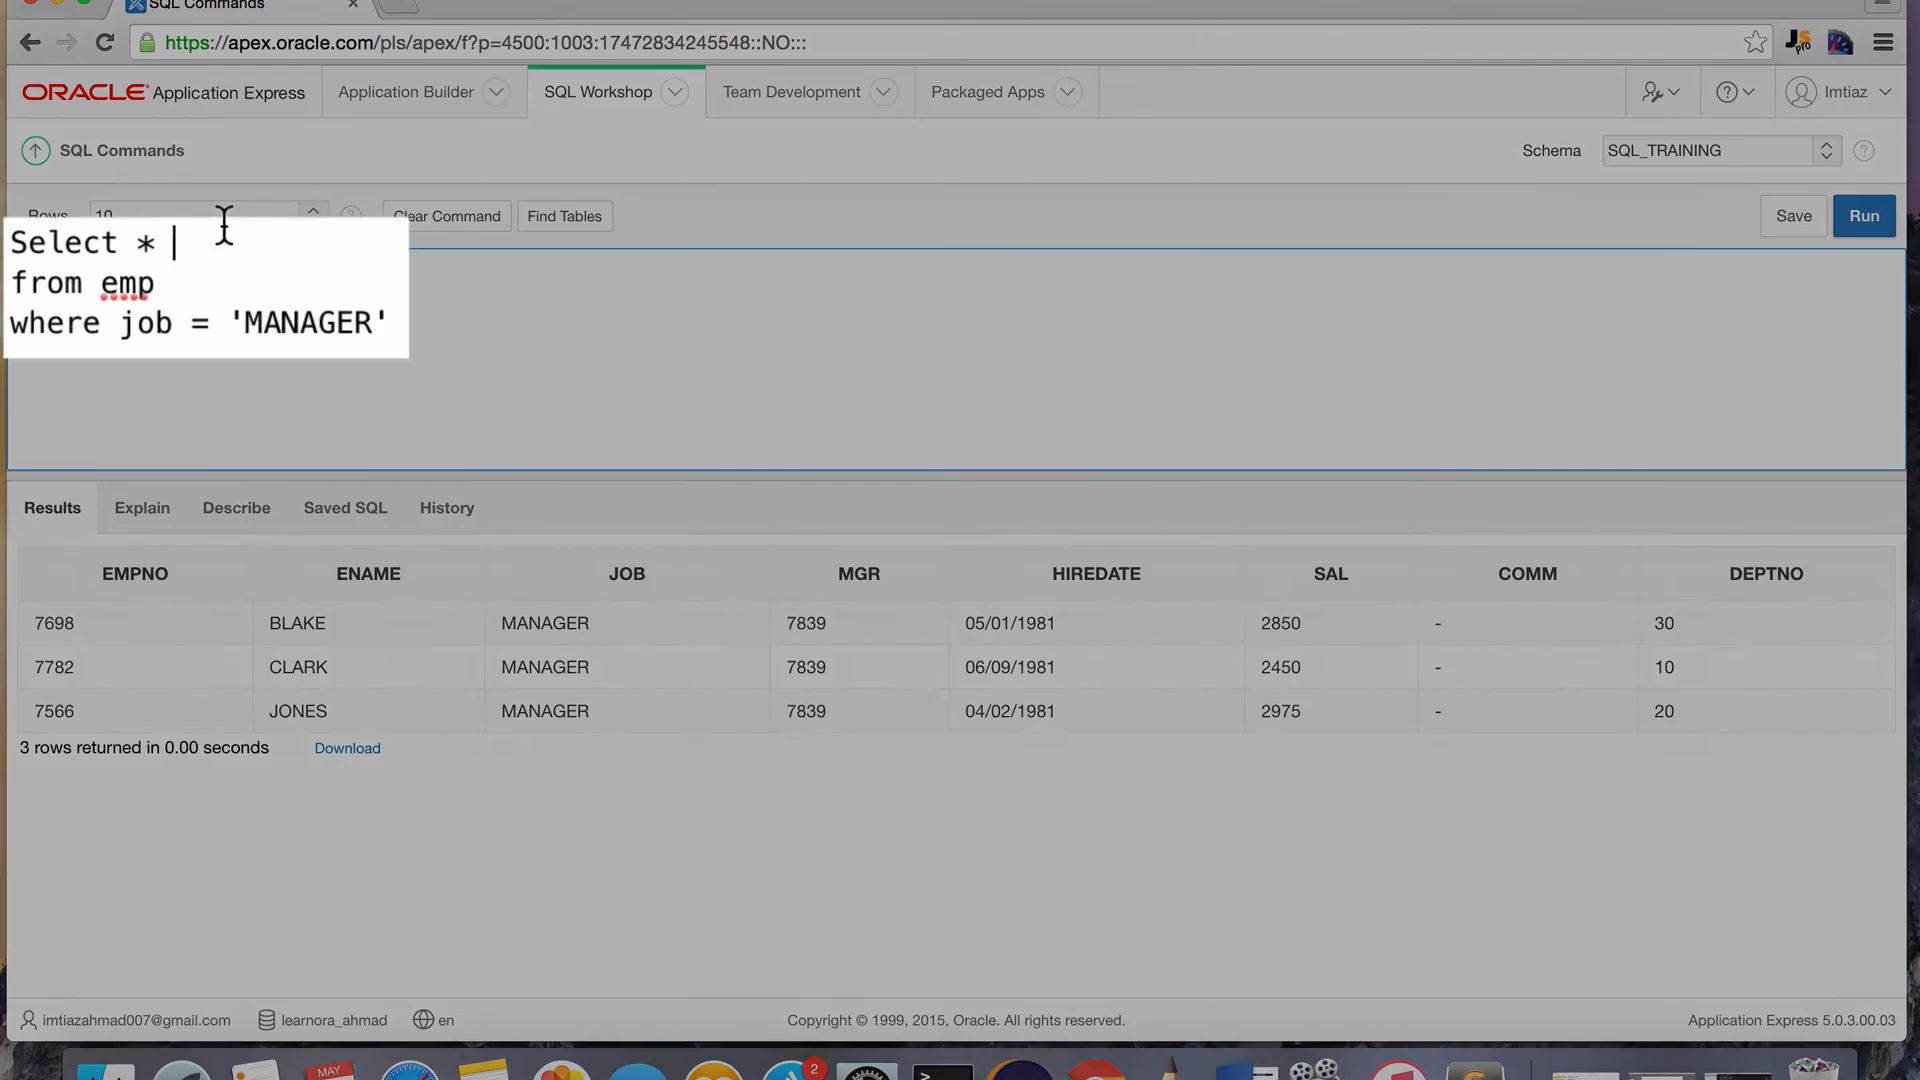 SQL Commands
https://apex.oracle.com/pls/apex/f?p=4500:1003:17472834245548::NO:::
ORACLE Application Express Application Builder SQL Workshop Team Development Packaged Apps Imtiaz
SQL Commands Schema SQL_TRAINING
Rows 10 Clear Command Find Tables Save Run
Select *
from emp
where job = 'MANAGER'
Results Explain Describe Saved SQL History
EMPNO ENAME JOB MGR HIREDATE SAL COMM DEPTNO
7698 BLAKE MANAGER 7839 05/01/1981 2850 - 30
7782 CLARK MANAGER 7839 06/09/1981 2450 - 10
7566 JONES MANAGER 7839 04/02/1981 2975 - 20
3 rows returned in 0.00 seconds Download
imtiazahmad007@gmail.com learnora_ahmad en Copyright © 1999, 2015, Oracle. All rights reserved. Application Express 5.0.3.00.03
MAY 2